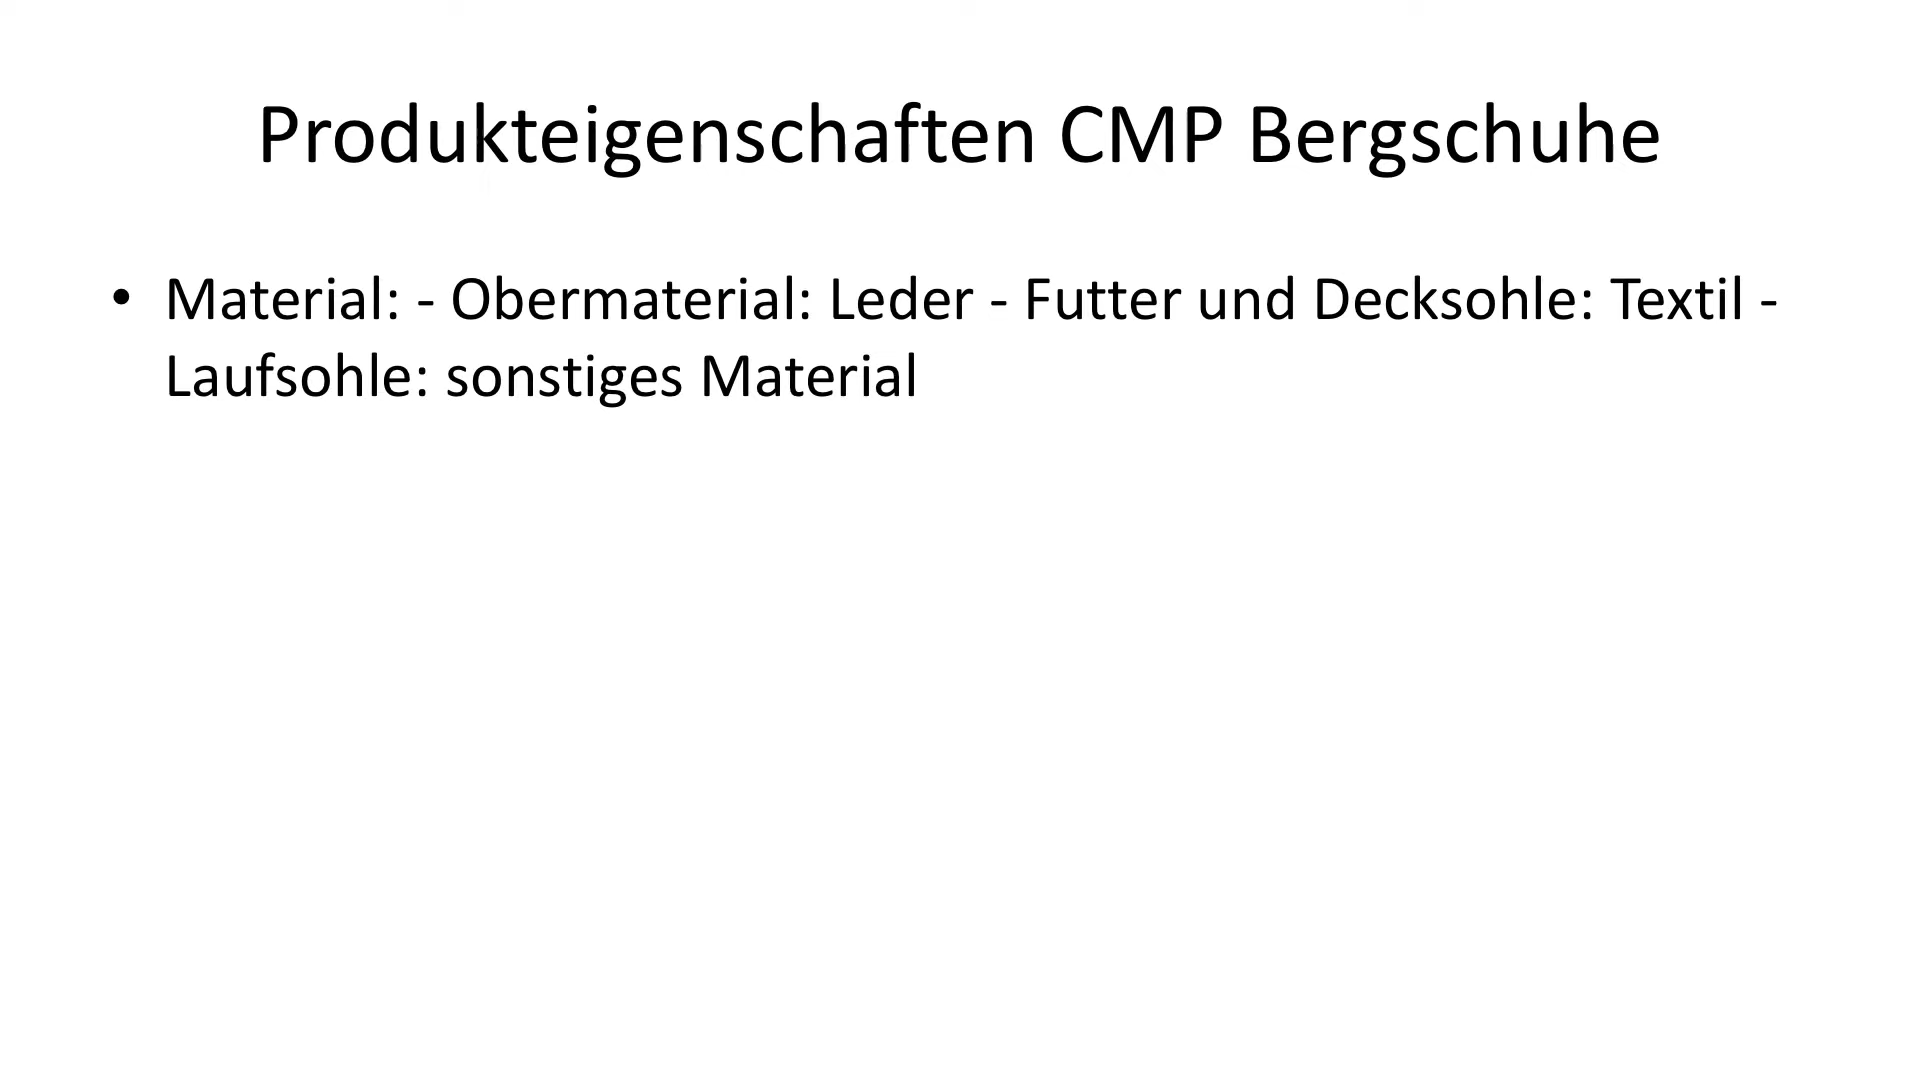 Produkteigenschaften CMP Bergschuhe
• Material: - Obermaterial: Leder - Futter und Decksohle: Textil -
Laufsohle: sonstiges Material